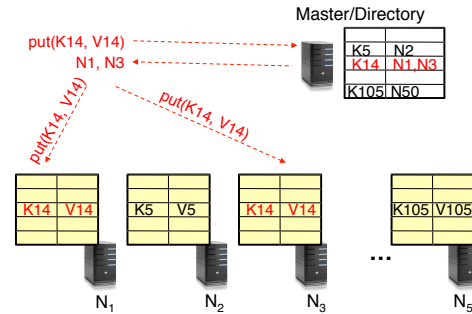 Master/Directory
put(K14, V14)
N1, N3
K5 N2
K14 N1,N3
K105 N50
put(K14, V14)
put(K14, V14)
K14 V14
K5 V5
K14 V14
K105 V105
...
N1
N2
N3
N5